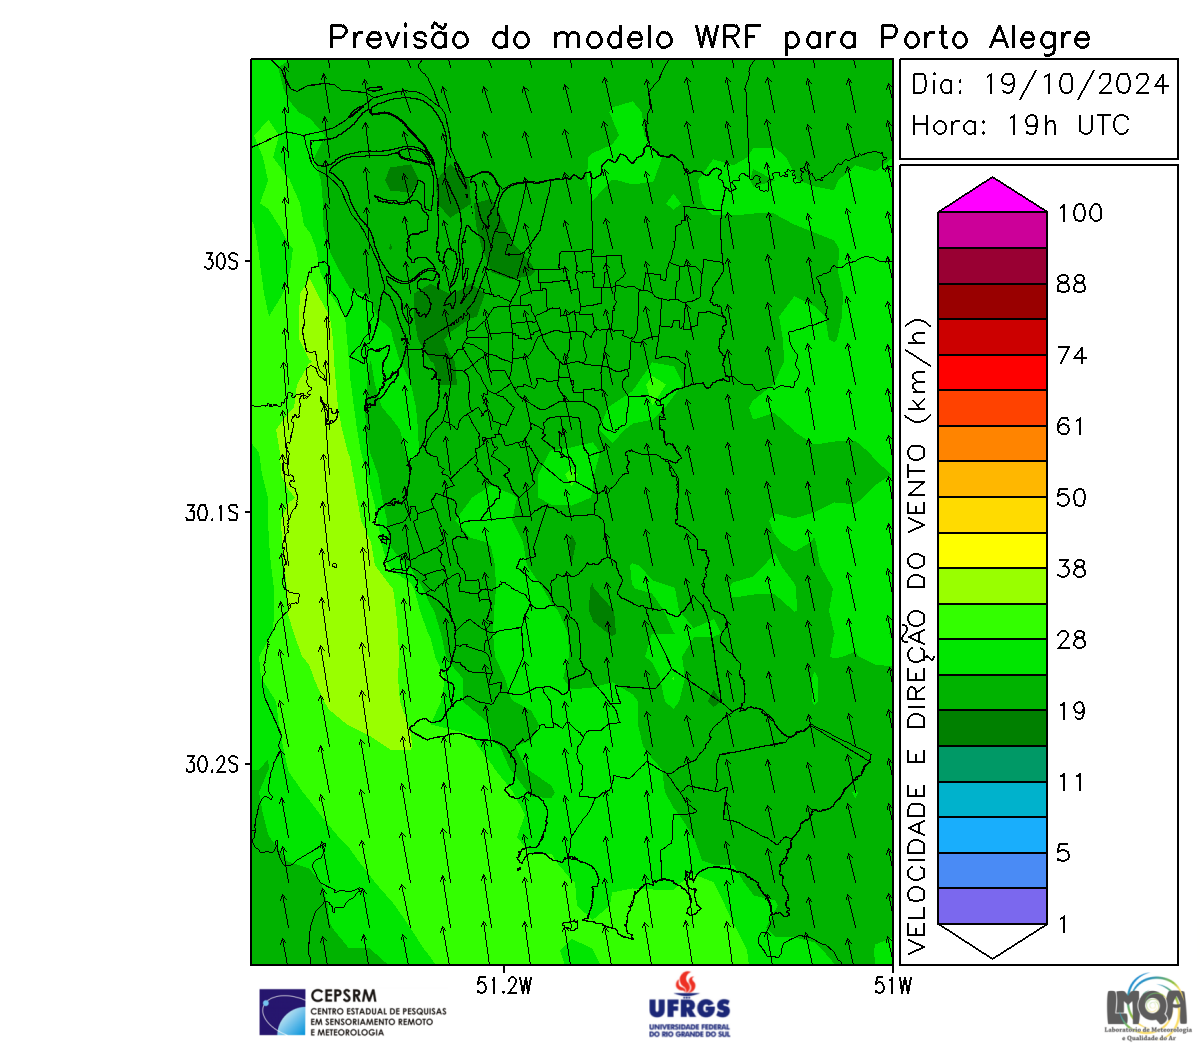 Previsão do modelo WRF para Porto Alegre
Dia: 19/10/2024
Hora: 19h UTC
30S
30.1S
30.2S
51.2W
51W
VELOCIDADE E DIREÇÃO DO VENTO (km/h)
100
88
74
61
50
38
28
19
11
5
1
CEPSRM
CENTRO ESTADUAL DE PESQUISAS
EM SENSORIAMENTO REMOTO
E METEOROLOGIA
UFRGS
UNIVERSIDADE FEDERAL
DO RIO GRANDE DO SUL
LMQA
Laboratório de Meteorologia
e Qualidade do Ar